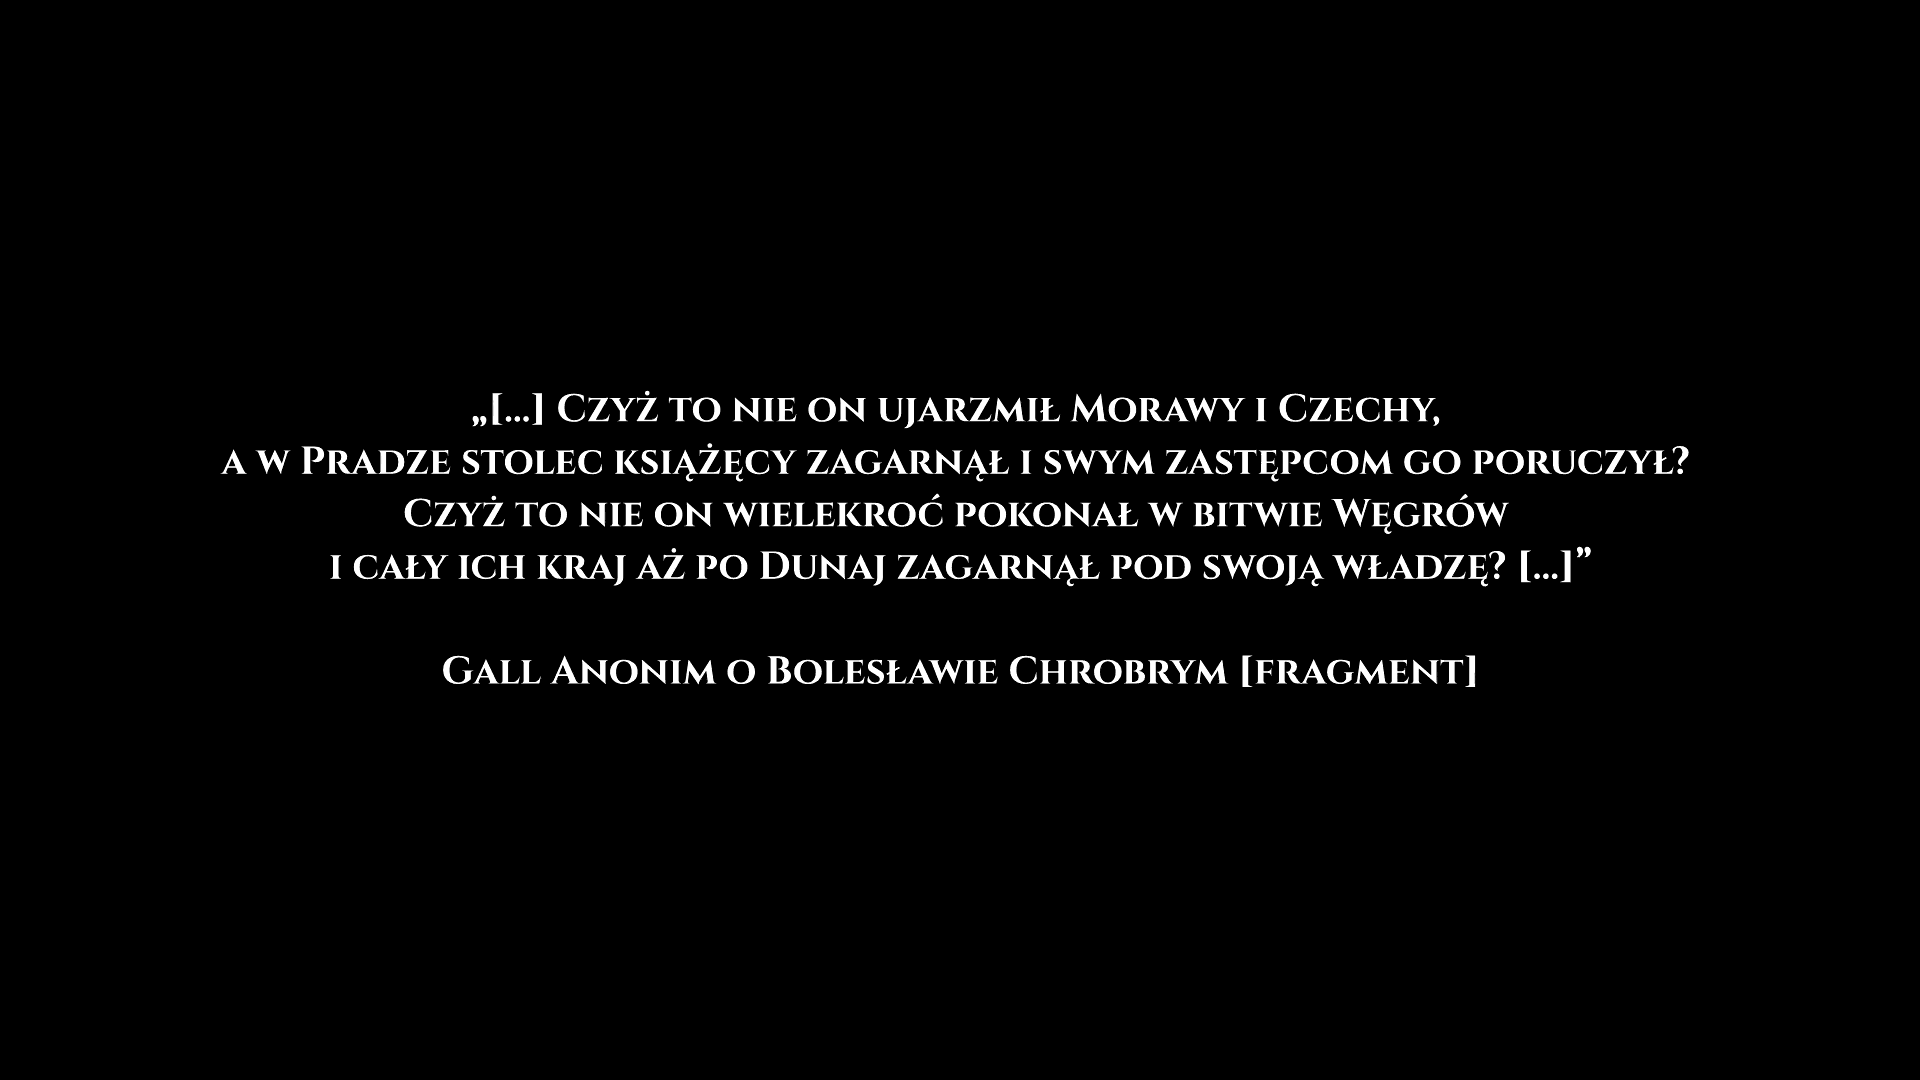 „[...] Czyż to nie on ujarzmił Morawy i Czechy,
a w Pradze stolec książęcy zagarnął i swym zastępcom go poruczył?
Czyż to nie on wielekroć pokonał w bitwie Węgrów
i cały ich kraj aż po Dunaj zagarnął pod swoją władzę? [...]”
Gall Anonim o Bolesławie Chrobrym [fragment]